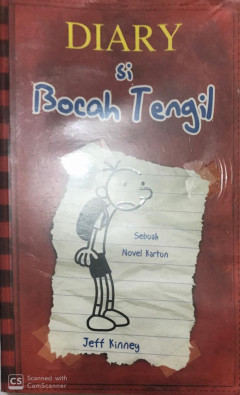 DIARY
si
Bocah Tengil
Sebuah
Novel Kartun
Jeff Kinney
CS
Scanned with
CamScanner